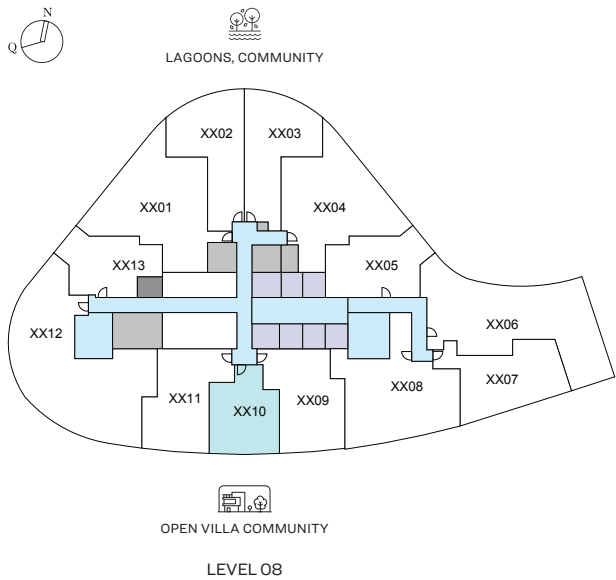 N
Q
LAGOONS, COMMUNITY
XX02
XX03
XX01
XX04
XX13
XX05
XX12
XX06
XX07
XX08
XX11
XX10
XX09
OPEN VILLA COMMUNITY
LEVEL 08